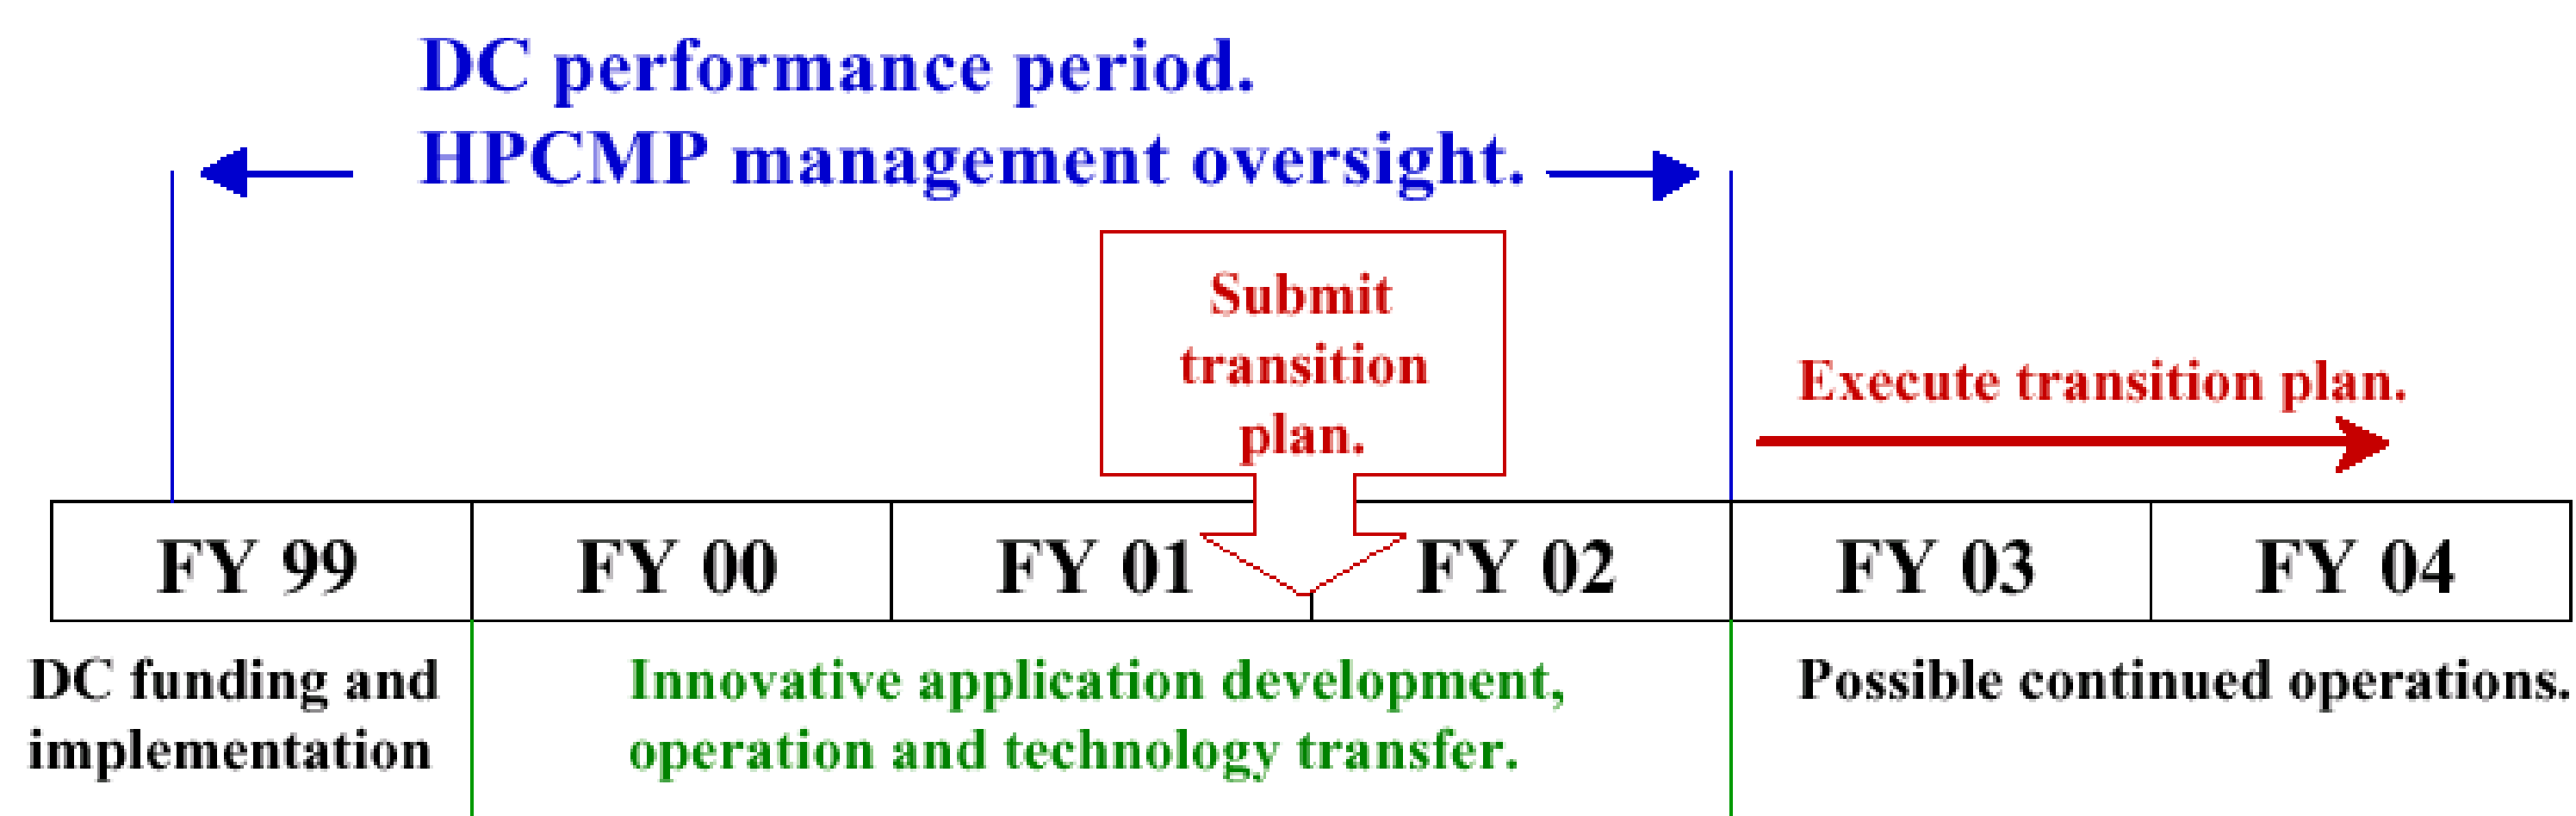 DC performance period.
HPCMP management oversight.
Submit
transition
plan.
Execute transition plan.
FY 99 FY 00 FY 01 FY 02 FY 03 FY 04
DC funding and
implementation
Innovative application development,
operation and technology transfer.
Possible continued operations.